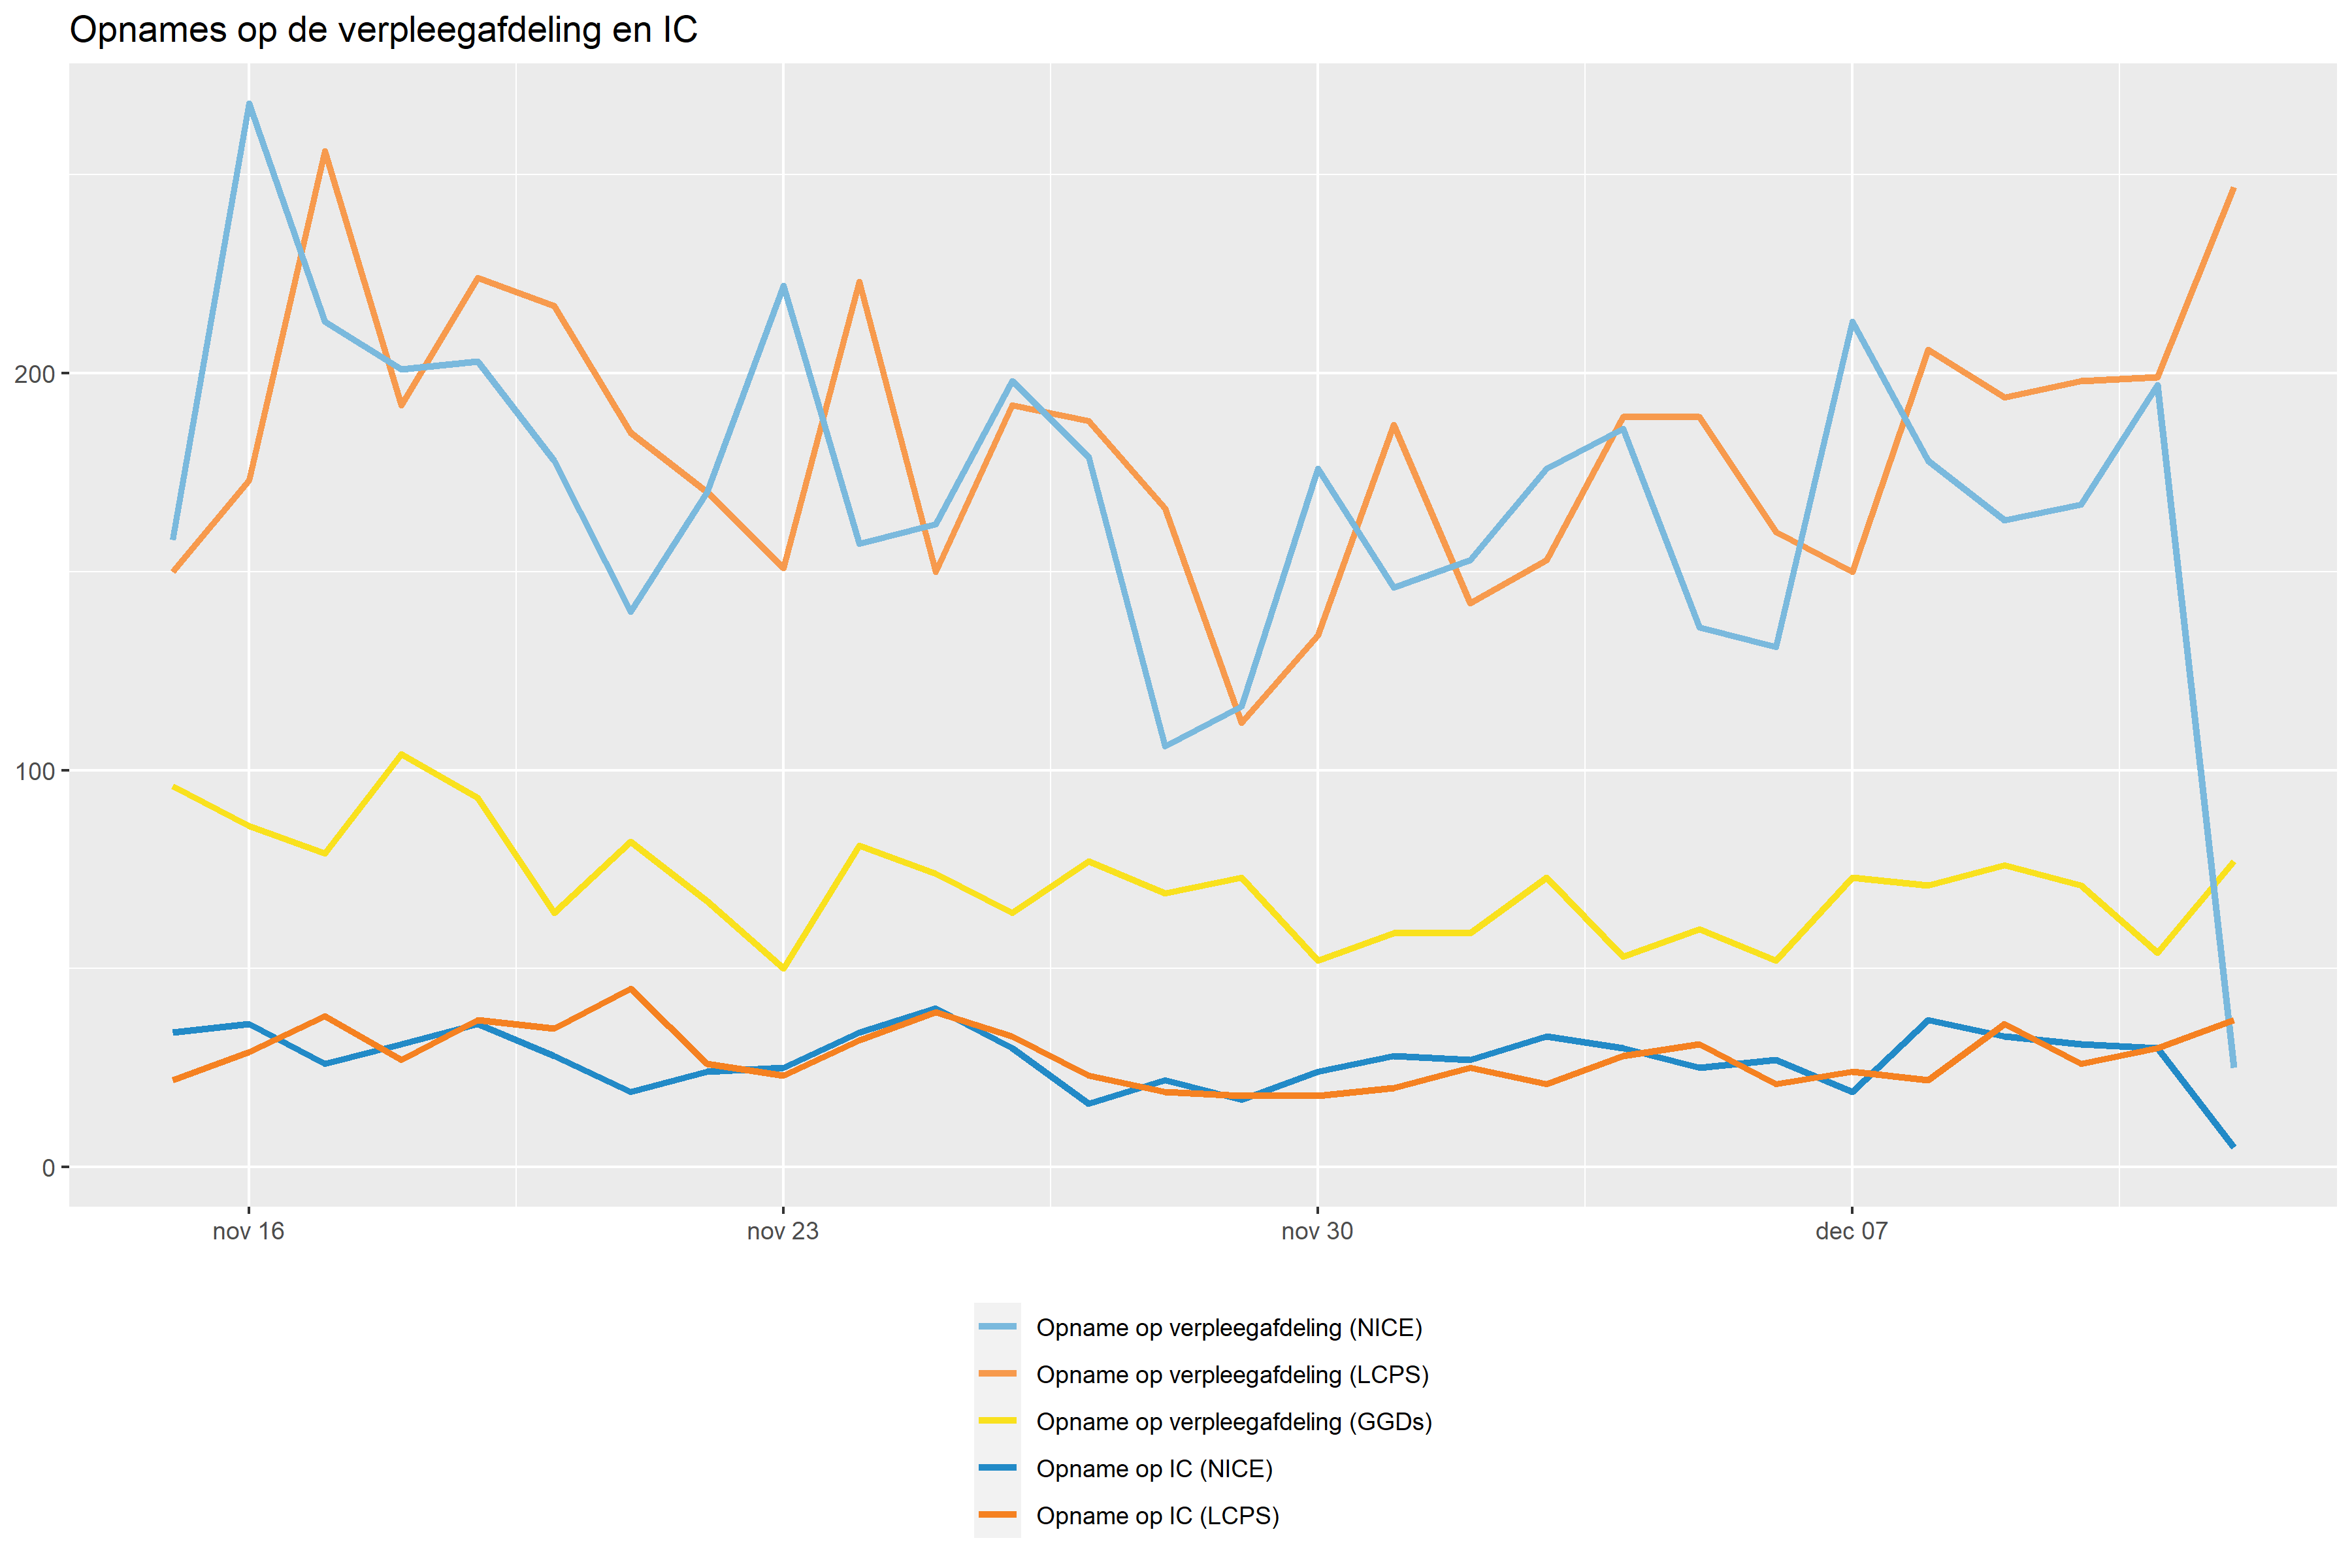 Opnames op de verpleegafdeling en IC
200
100
0
nov 16 nov 23 nov 30 dec 07
Opname op verpleegafdeling (NICE)
Opname op verpleegafdeling (LCPS)
Opname op verpleegafdeling (GGDs)
Opname op IC (NICE)
Opname op IC (LCPS)